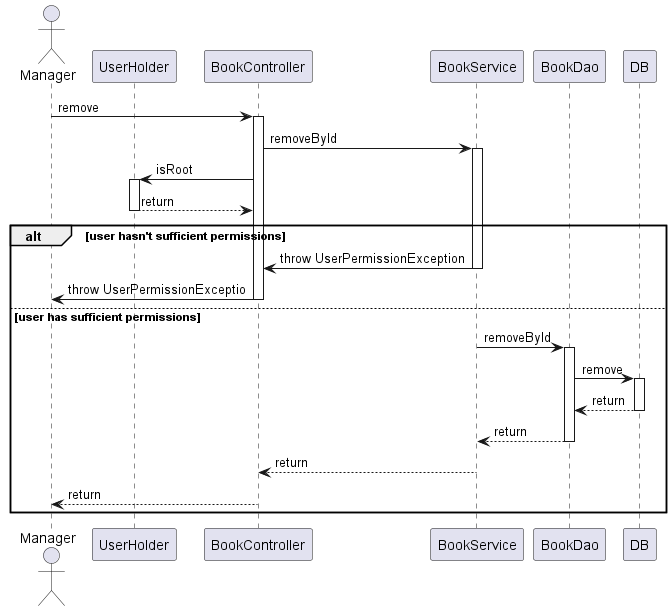 Manager
UserHolder
BookController
BookService
BookDao
DB
remove
removeById
isRoot
return
alt
[user hasn't sufficient permissions]
throw UserPermissionException
throw UserPermissionExceptio
[user has sufficient permissions]
removeById
remove
return
return
return
return
Manager
UserHolder
BookController
BookService
BookDao
DB